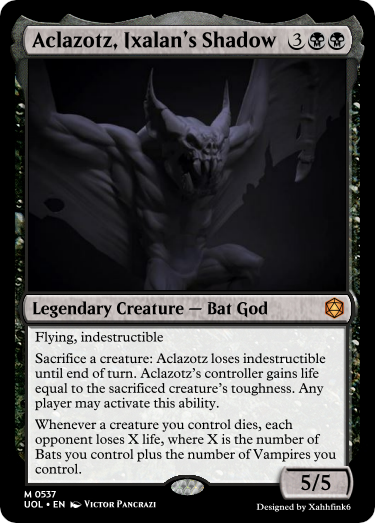 Aclazotz, Ixalan's Shadow 3
Legendary Creature — Bat God
Flying, indestructible
Sacrifice a creature: Aclazotz loses indestructible
until end of turn. Aclazotz's controller gains life
equal to the sacrificed creature's toughness. Any
player may activate this ability.
Whenever a creature you control dies, each
opponent loses X life, where X is the number of
Bats you control plus the number of Vampires you
control.
5/5
M 0537
UOL • EN Victor Pancrazi
Designed by Xahhfink6